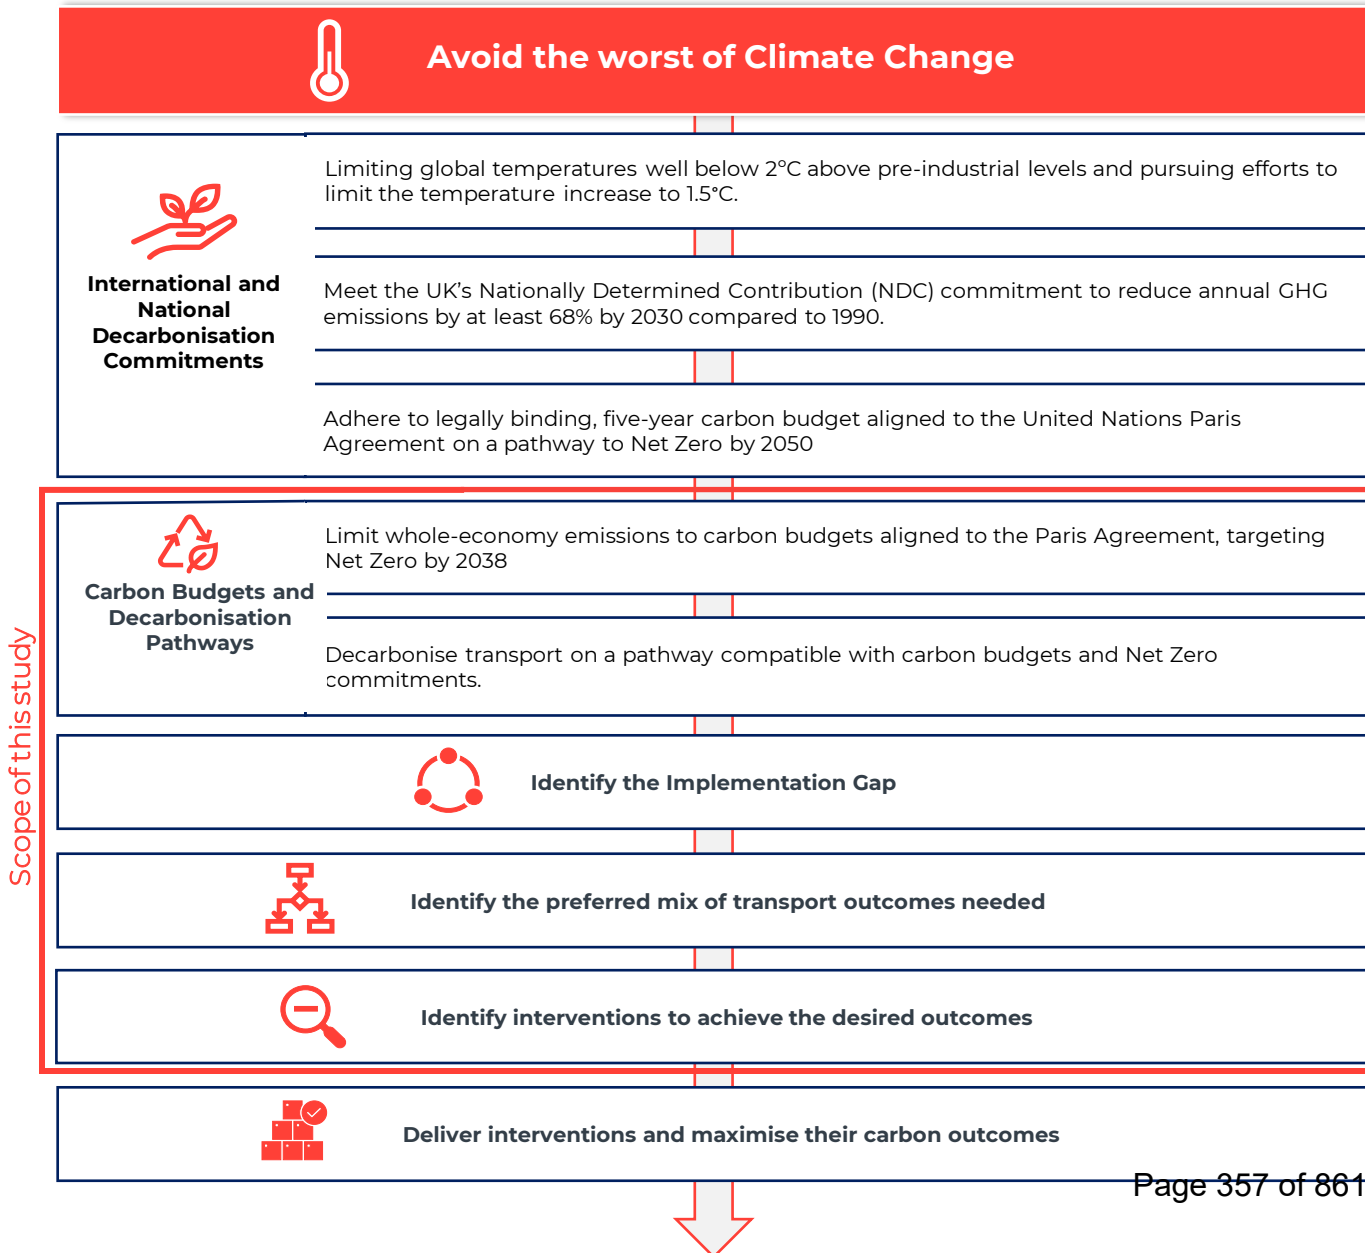 Avoid the worst of Climate Change
International and
National
Decarbonisation
Commitments
Limiting global temperatures well below 2°C above pre-industrial levels and pursuing efforts to
limit the temperature increase to 1.5°C.
Meet the UK's Nationally Determined Contribution (NDC) commitment to reduce annual GHG
emissions by at least 68% by 2030 compared to 1990.
Adhere to legally binding, five-year carbon budget aligned to the United Nations Paris
Agreement on a pathway to Net Zero by 2050
Scope of this study
Carbon Budgets and
Decarbonisation
Pathways
Limit whole-economy emissions to carbon budgets aligned to the Paris Agreement, targeting
Net Zero by 2038
Decarbonise transport on a pathway compatible with carbon budgets and Net Zero
commitments.
Identify the Implementation Gap
Identify the preferred mix of transport outcomes needed
Identify interventions to achieve the desired outcomes
Deliver interventions and maximise their carbon outcomes
Page 357 of 861